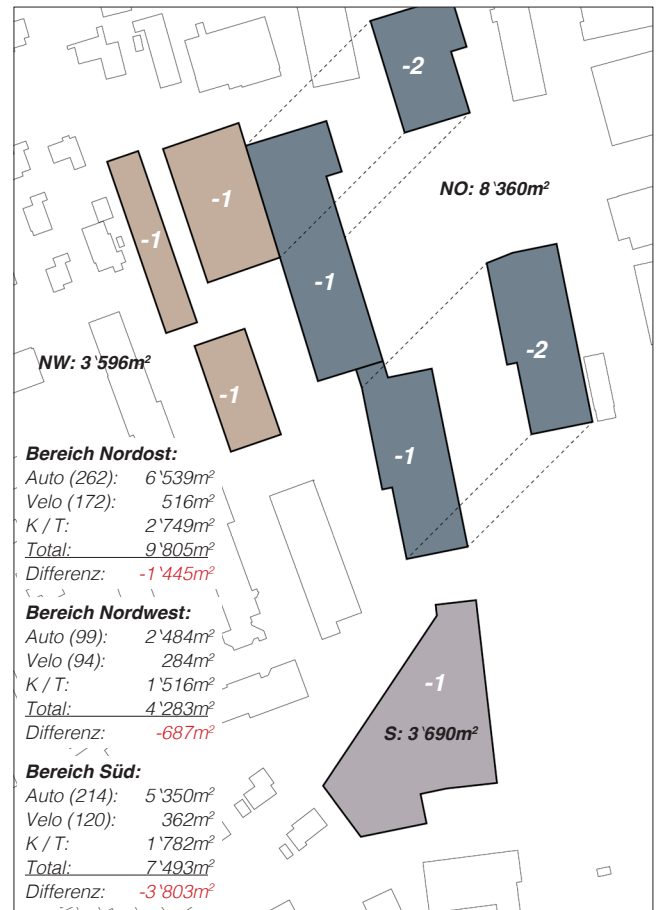 -2
NO: 8‵360m²
-1
-1
-1
-2
NW: 3‵596m²
-1
-1
Bereich Nordost:
Auto (262): 6‵539m²
Velo (172): 516m²
K / T: 2‵749m²
Total: 9‵805m²
Differenz: -1‵445m²
Bereich Nordwest:
Auto (99): 2‵484m²
Velo (94): 284m²
K / T: 1‵516m²
Total: 4‵283m²
Differenz: -687m²
-1
S: 3‵690m²
Bereich Süd:
Auto (214): 5‵350m²
Velo (120): 362m²
K / T: 1‵782m²
Total: 7‵493m²
Differenz: -3‵803m²